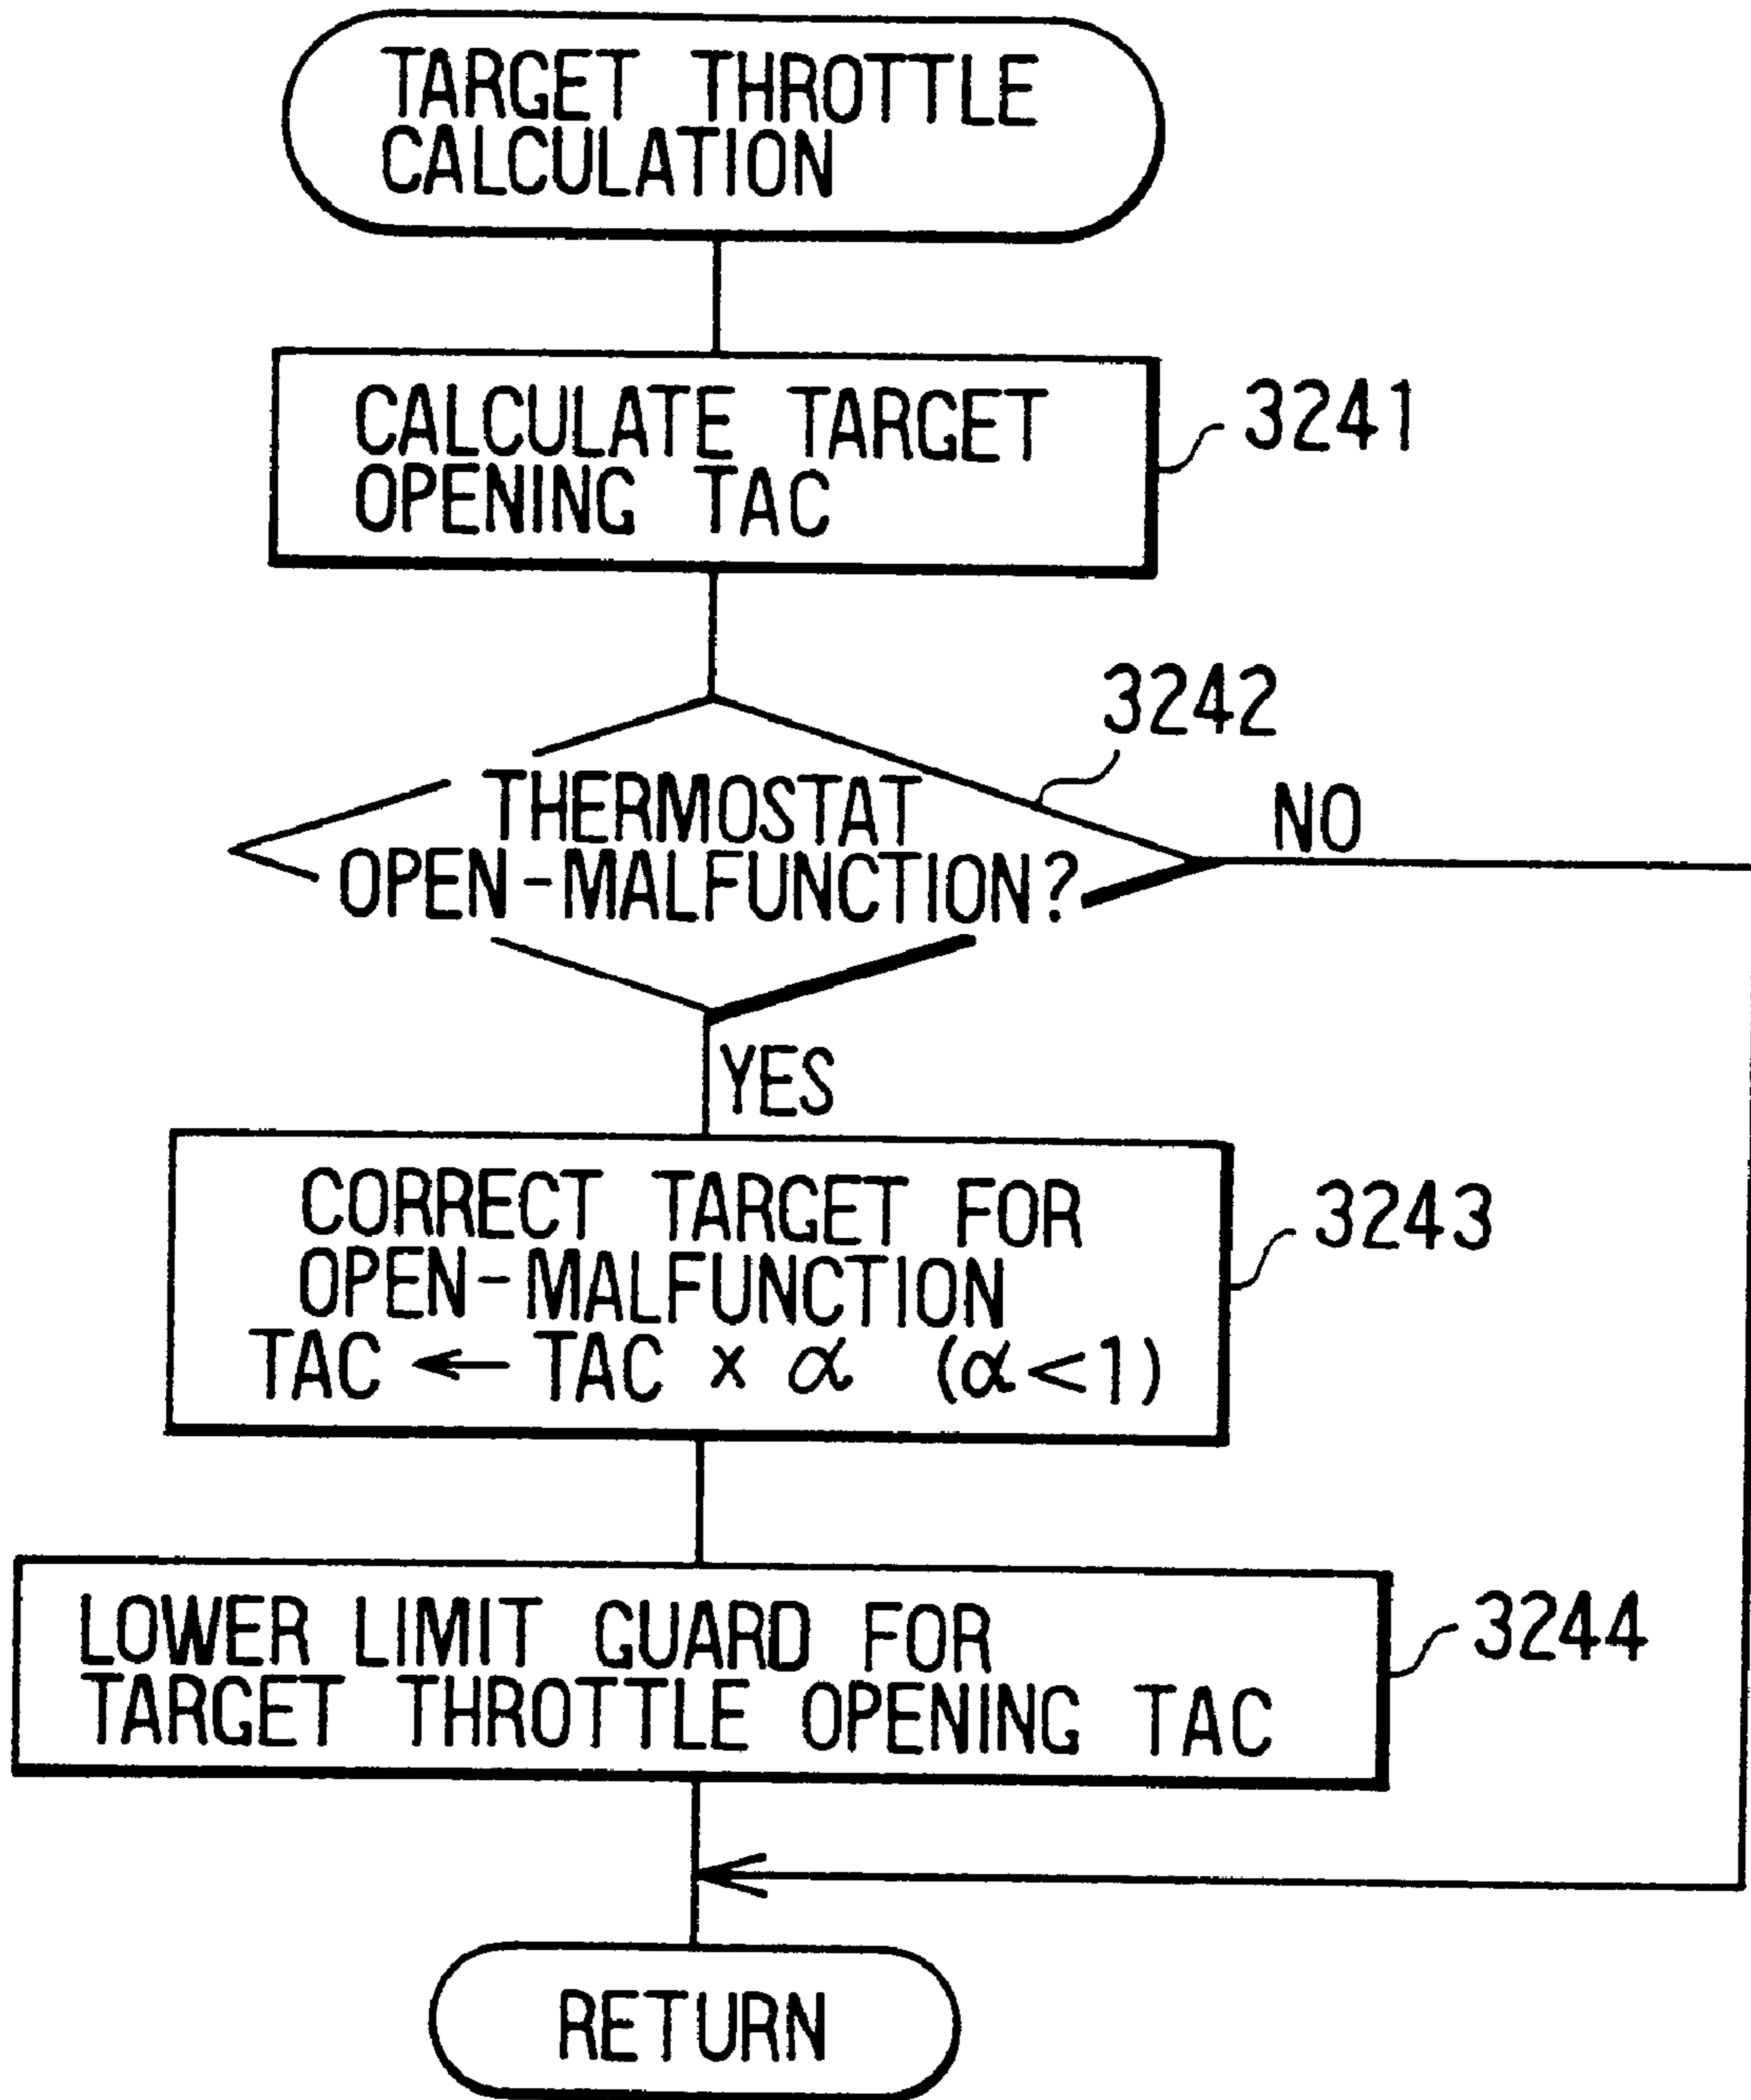 TARGET THROTTLE
CALCULATION
CALCULATE TARGET
OPENING TAC
3241
3242
THERMOSTAT
OPEN-MALFUNCTION?
NO
YES
CORRECT TARGET FOR
OPEN-MALFUNCTION
TAC ← TAC × α (α<1)
3243
LOWER LIMIT GUARD FOR
TARGET THROTTLE OPENING TAC
3244
RETURN